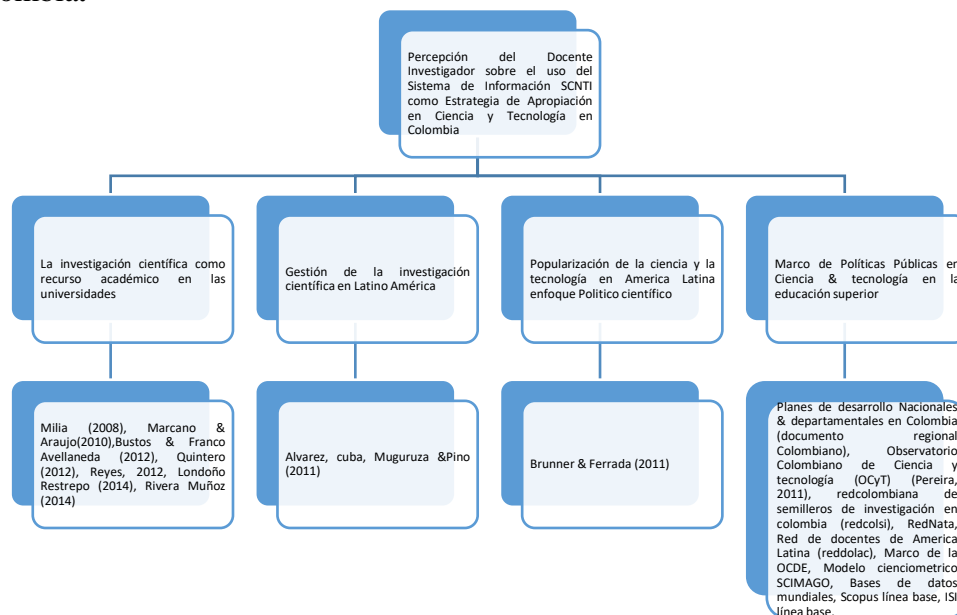 Percepción del Docente
Investigador sobre el uso del
Sistema de Información SCNTI
como Estrategia de Apropiación
en Ciencia y Tecnología en
Colombia
La investigación científica como
recurso académico en las
universidades
Gestión de la investigación
científica en Latino América
Popularización de la ciencia y la
tecnología en America Latina
enfoque Politico científico
Marco de Políticas Públicas en
Ciencia & tecnología en la
educación superior
Milia (2008), Marcano &
Araujo(2010),Bustos & Franco
Avellaneda (2012), Quintero
(2012), Reyes, 2012, Londoño
Restrepo (2014), Rivera Muñoz
(2014)
Alvarez, cuba, Muguruza &Pino
(2011)
Brunner & Ferrada (2011)
Planes de desarrollo Nacionales
& departamentales en Colombia
(documento regional
Colombiano), Observatorio
Colombiano de Ciencia y
tecnología (OCyT) (Pereira,
2011), redcolombiana de
semilleros de investigación en
colombia (redcolsi), RedNata,
Red de docentes de America
Latina (reddolac), Marco de la
OCDE, Modelo cienciometrico
SCIMAGO, Bases de datos
mundiales, Scopus línea base, ISI
línea base.